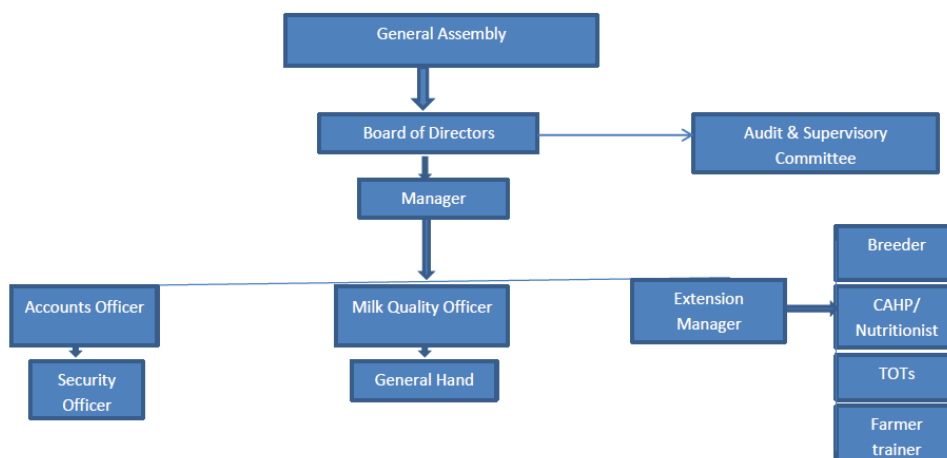 General Assembly
Board of Directors
Audit & Supervisory
Committee
Manager
Breeder
Accounts Officer
Milk Quality Officer
Extension
Manager
CAHP/
Nutritionist
Security
Officer
General Hand
TOTs
Farmer
trainer